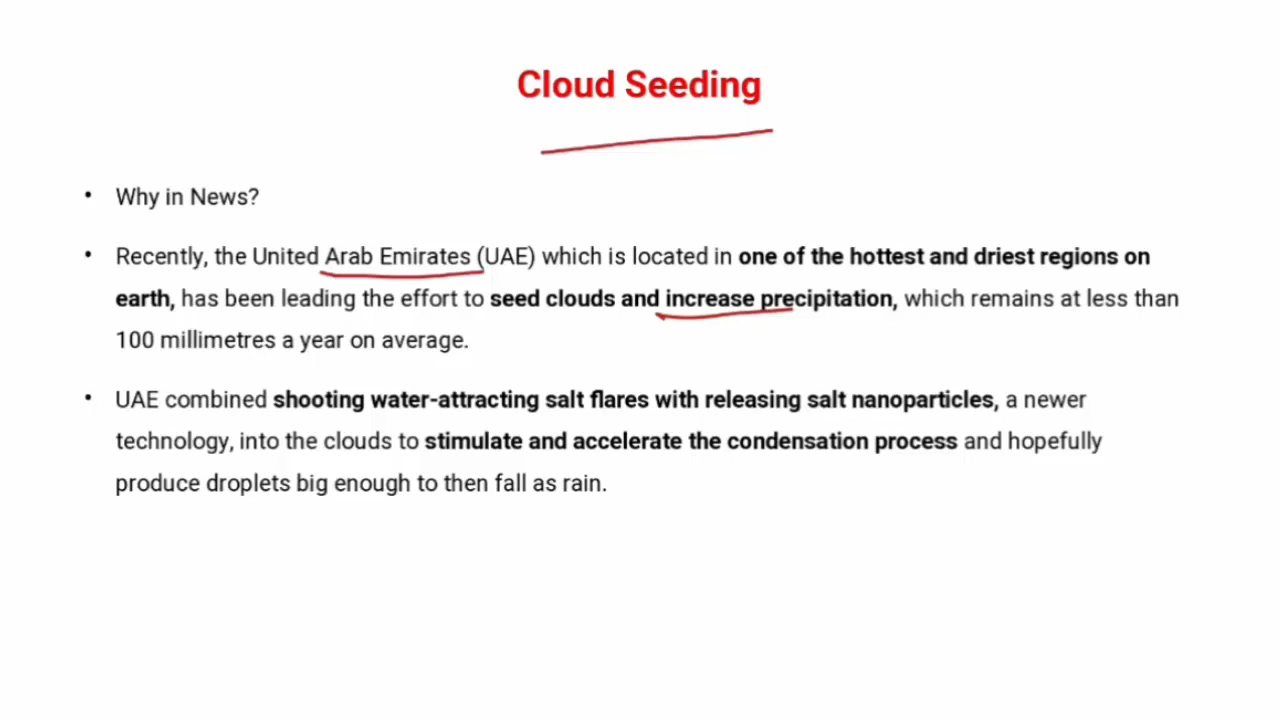 Cloud Seeding
• Why in News?
• Recently, the United Arab Emirates (UAE) which is located in one of the hottest and driest regions on
earth, has been leading the effort to seed clouds and increase precipitation, which remains at less than
100 millimetres a year on average.
• UAE combined shooting water-attracting salt flares with releasing salt nanoparticles, a newer
technology, into the clouds to stimulate and accelerate the condensation process and hopefully
produce droplets big enough to then fall as rain.